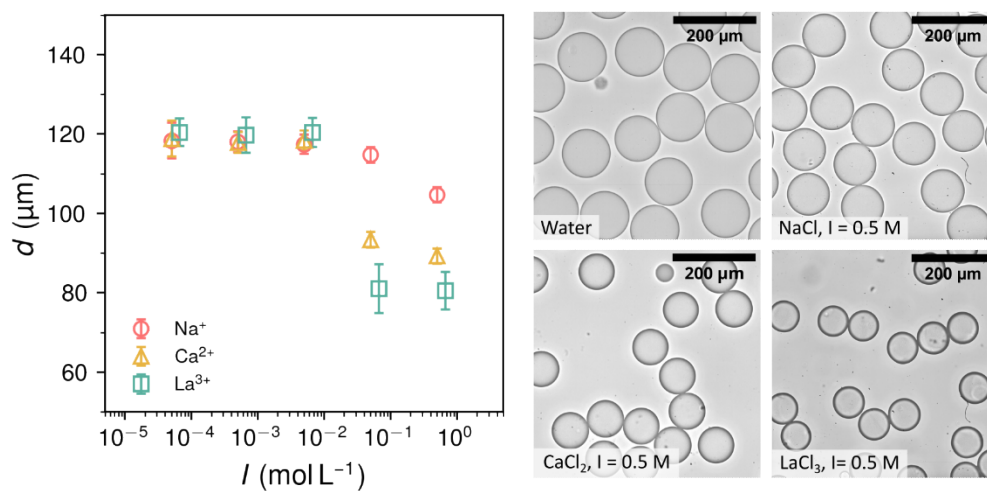 140
120
100
80
60
d (µm)
Na⁺
Ca²⁺
La³⁺
10⁻⁵ 10⁻⁴ 10⁻³ 10⁻² 10⁻¹ 10⁰
I (mol L⁻¹)
200 µm
Water
200 µm
NaCl, I = 0.5 M
200 µm
CaCl₂, I = 0.5 M
200 µm
LaCl₃, I = 0.5 M